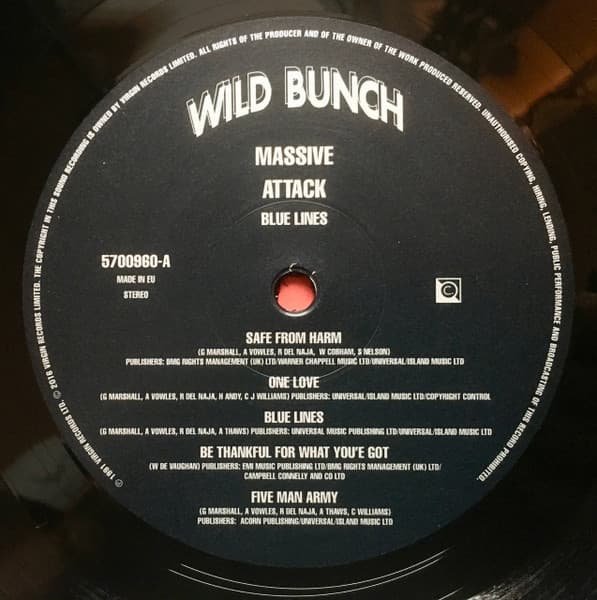 WILD BUNCH
MASSIVE
ATTACK
BLUE LINES
5700960-A
MADE IN EU
STEREO
C
SAFE FROM HARM
(G MARSHALL, A VOWLES, R DEL NAJA, W COBHAM, S NELSON)
PUBLISHERS: BMG RIGHTS MANAGEMENT (UK) LTD/WARNER CHAPPELL MUSIC LTD/UNIVERSAL/ISLAND MUSIC LTD
ONE LOVE
(G MARSHALL, A VOWLES, R DEL NAJA, H ANDY, C J WILLIAMS) PUBLISHERS: UNIVERSAL/ISLAND MUSIC LTD/COPYRIGHT CONTROL
BLUE LINES
(G MARSHALL, A VOWLES, R DEL NAJA, A THAWS) PUBLISHERS: UNIVERSAL MUSIC PUBLISHING LTD/UNIVERSAL/ISLAND MUSIC LTD
BE THANKFUL FOR WHAT YOU'E GOT
(W DE VAUGHAN) PUBLISHERS: EMI MUSIC PUBLISHING LTD/BMG RIGHTS MANAGEMENT (UK) LTD/
CAMPBELL CONNELLY AND CO LTD
FIVE MAN ARMY
(G MARSHALL, A VOWLES, R DEL NAJA, A THAWS, C WILLIAMS)
PUBLISHERS: ACORN PUBLISHING/UNIVERSAL/ISLAND MUSIC LTD
℗ 1991 VIRGIN RECORDS LTD. © 2016 VIRGIN RECORDS LIMITED. THE COPYRIGHT IN THIS SOUND RECORDING IS OWNED BY VIRGIN RECORDS LIMITED. ALL RIGHTS OF THE PRODUCER AND OF THE OWNER OF THE WORK PRODUCED RESERVED. UNAUTHORISED COPYING, HIRING, LENDING, PUBLIC PERFORMANCE AND BROADCASTING OF THE RECORD PROHIBITED.